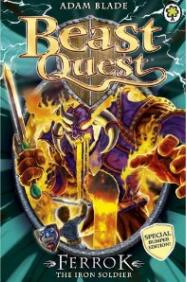 ADAM BLADE
Beast
Quest
SPECIAL
BUMPER
EDITION!
FERROK
THE IRON SOLDIER